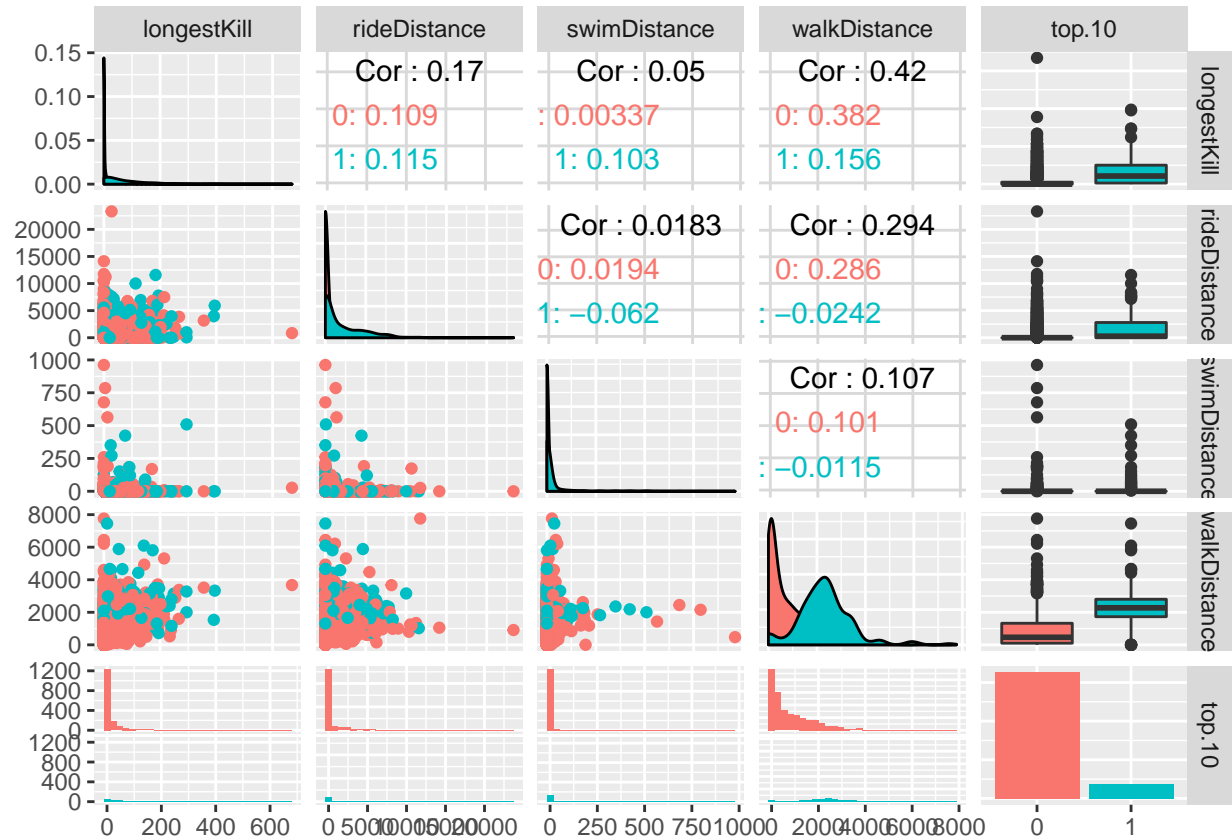 longestKill rideDistance swimDistance walkDistance top.10
0.15
0.10
0.05
0.00
Cor : 0.17
0: 0.109
1: 0.115
Cor : 0.05
: 0.00337
1: 0.103
Cor : 0.42
0: 0.382
1: 0.156
longestKill
20000
15000
10000
5000
0
Cor : 0.0183
0: 0.0194
1: −0.062
Cor : 0.294
0: 0.286
: −0.0242
rideDistance
1000
750
500
250
0
Cor : 0.107
0: 0.101
: −0.0115
swimDistance
8000
6000
4000
2000
0
walkDistance
1200
800
400
0
1200
800
400
0
top.10
0 200 400 600
0 5000 10000 15000 20000
0 250 500 750 1000
0 2000 4000 6000 8000
0 1